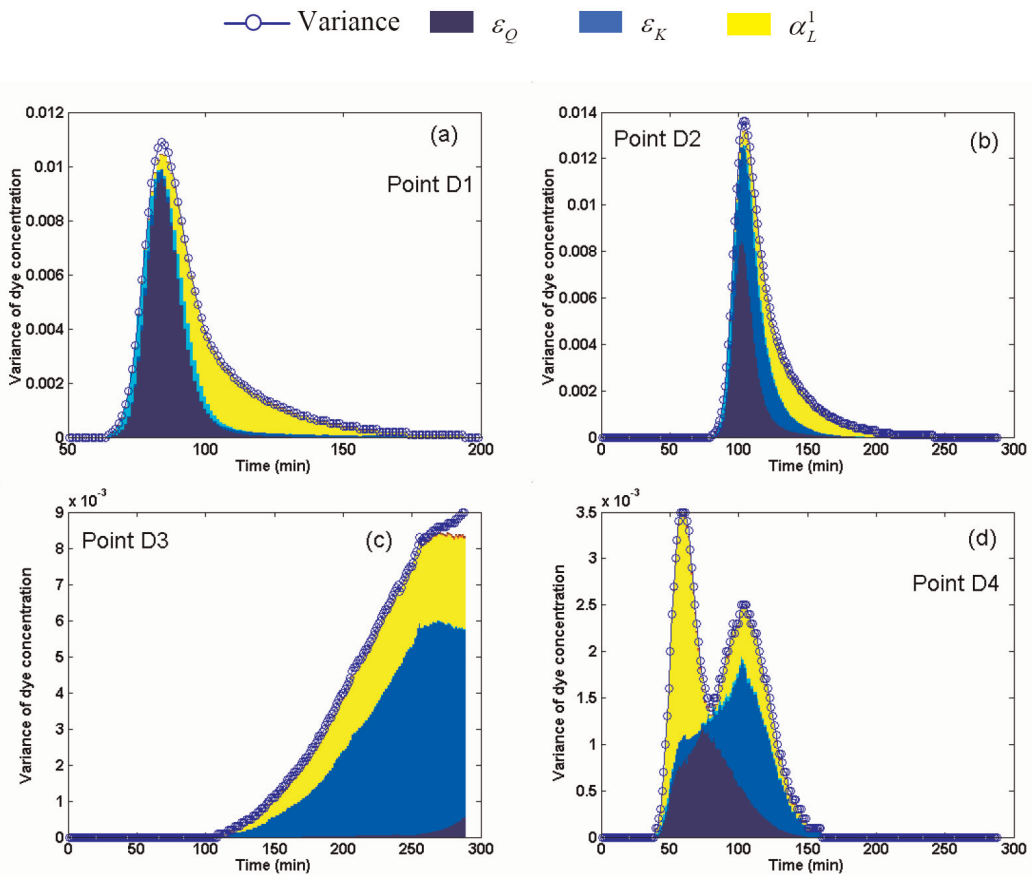 Variance ε_Q ε_K α_L^1
0.012
0.01
0.008
0.006
0.004
0.002
0
Variance of dye concentration
(a)
Point D1
50 100 150 200
Time (min)
0.014
0.012
0.01
0.008
0.006
0.004
0.002
0
Variance of dye concentration
Point D2 (b)
0 50 100 150 200 250 300
Time (min)
x 10^-3
9
8
7
6
5
4
3
2
1
0
Variance of dye concentration
Point D3 (c)
0 50 100 150 200 250 300
Time (min)
x 10^-3
3.5
3
2.5
2
1.5
1
0.5
0
Variance of dye concentration
(d)
Point D4
0 50 100 150 200 250 300
Time (min)